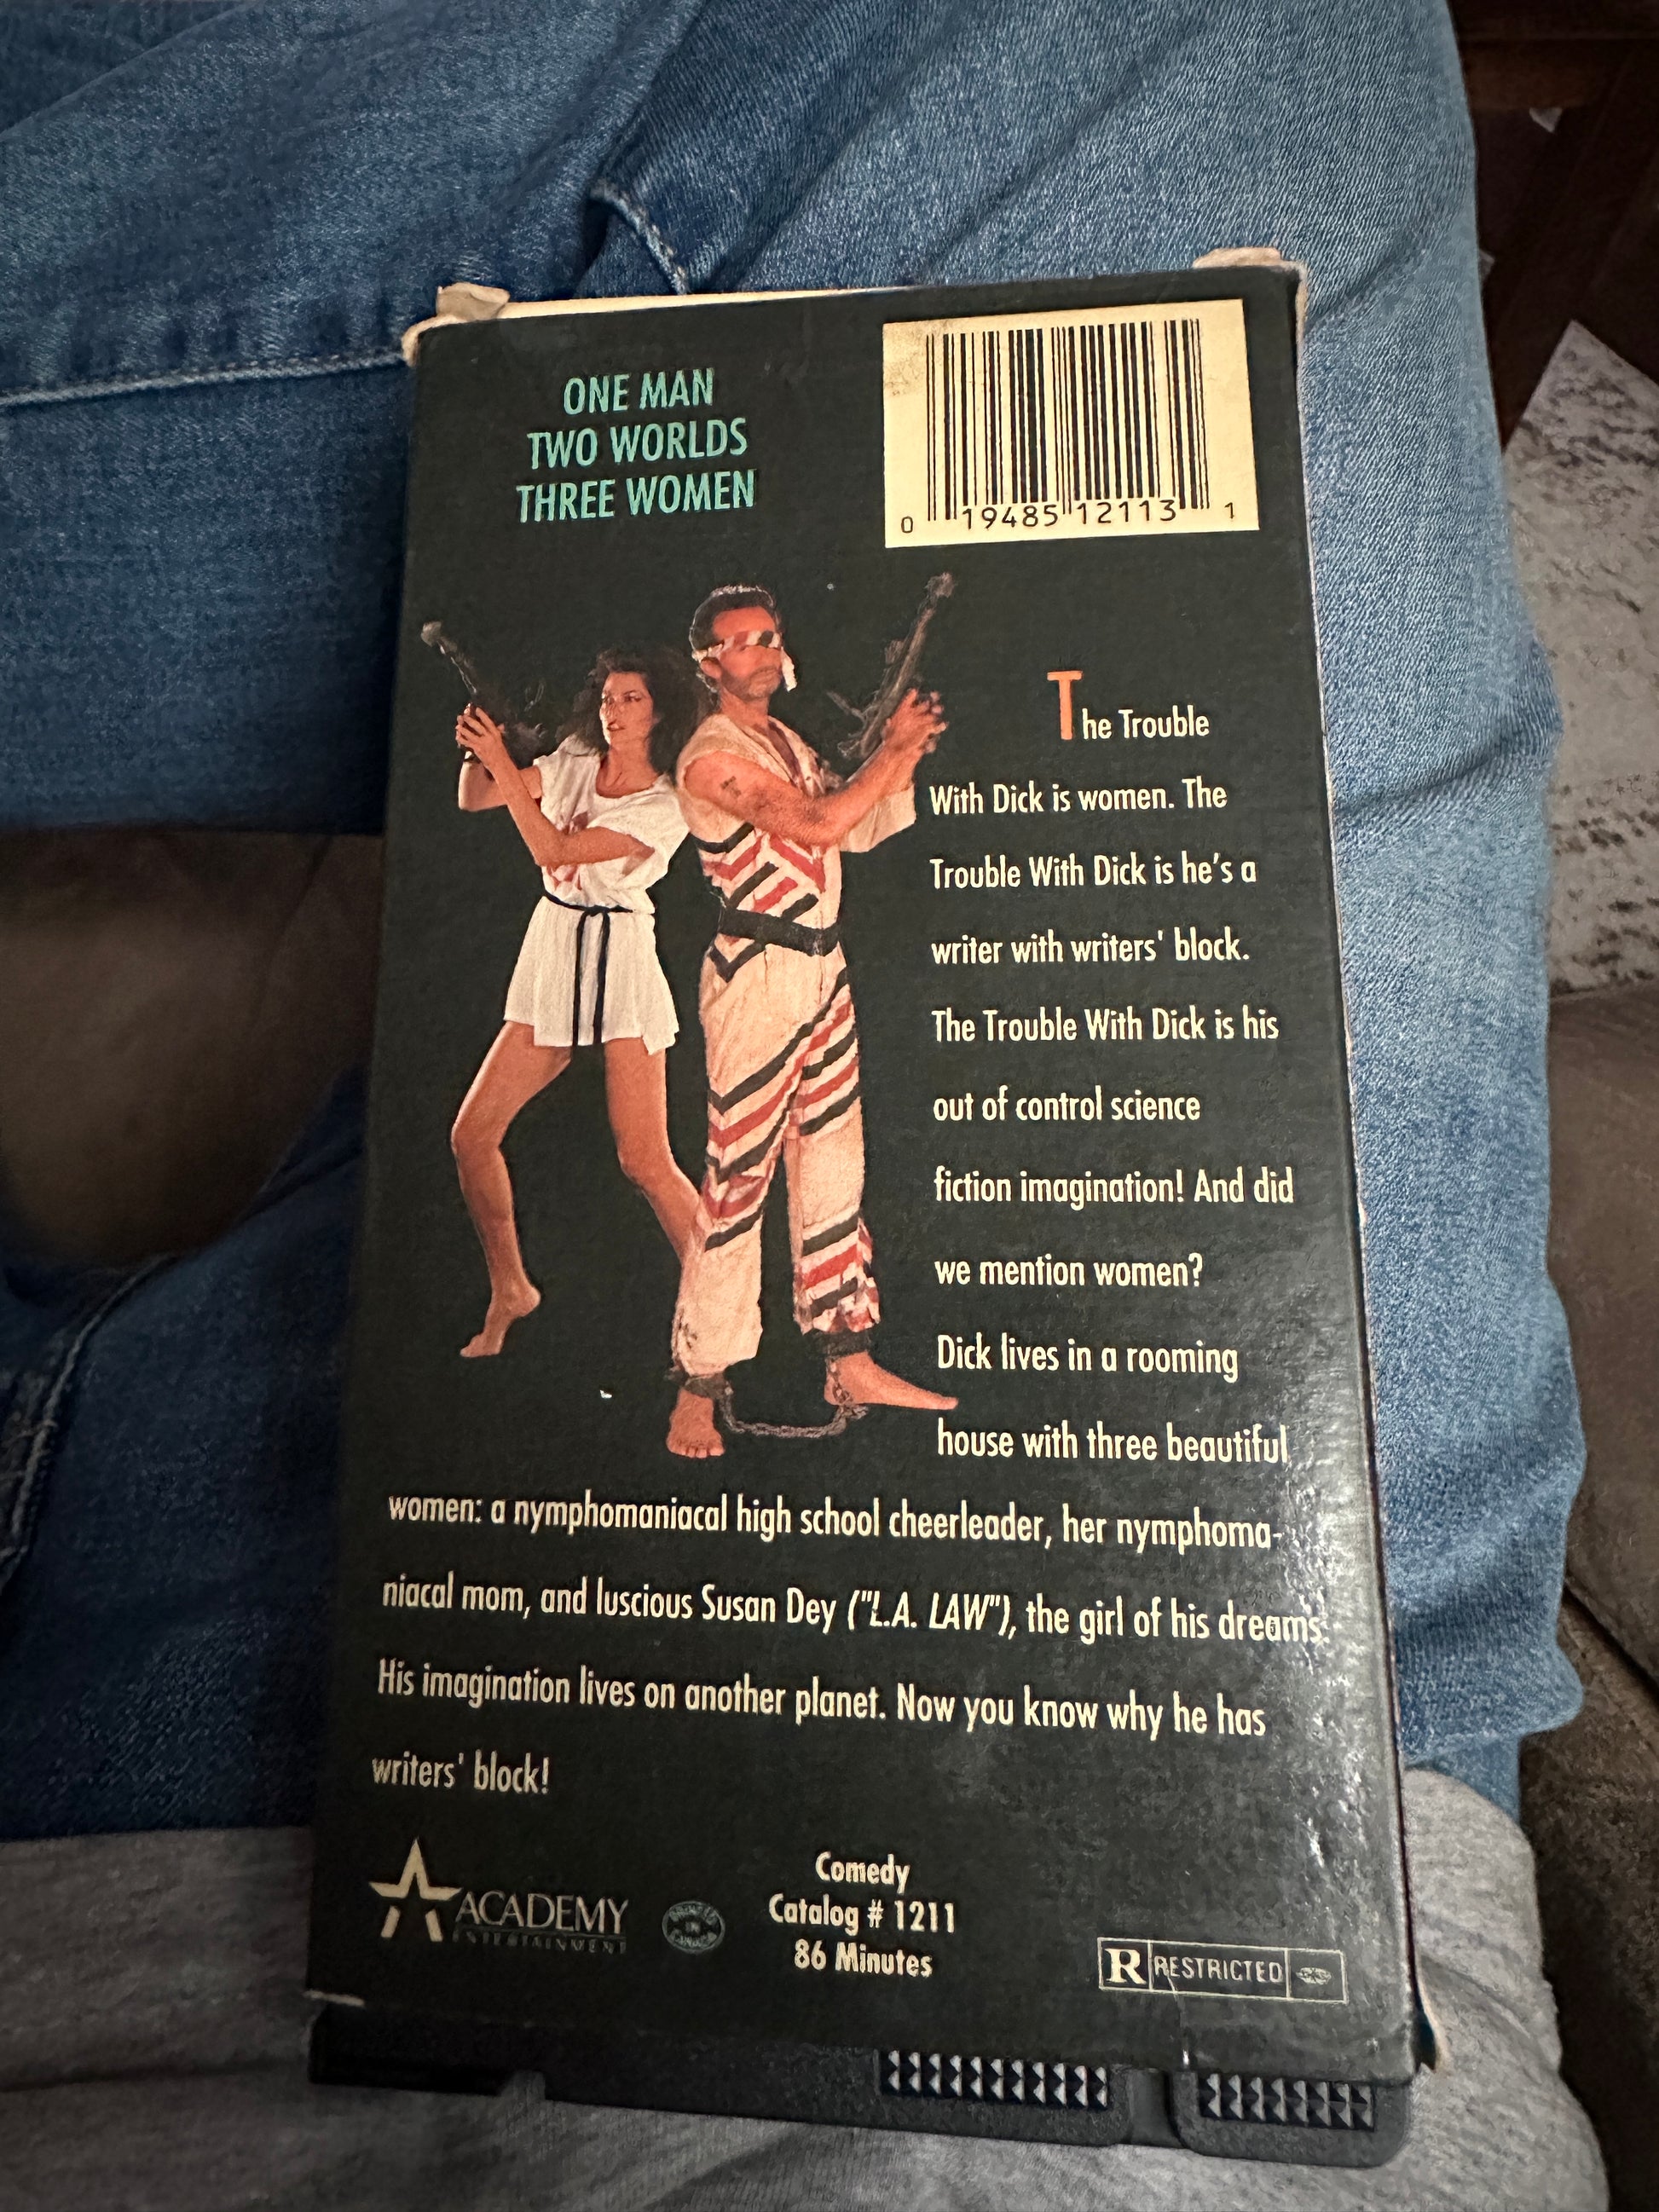 ONE MAN
TWO WORLDS
THREE WOMEN
0 19485 12113 1
The Trouble
With Dick is women. The
Trouble With Dick is he's a
writer with writers' block.
The Trouble With Dick is his
out of control science
fiction imagination! And did
we mention women?
Dick lives in a rooming
house with three beautiful
women: a nymphomaniacal high school cheerleader, her nymphoma-
niacal mom, and luscious Susan Dey ("L.A. LAW"), the girl of his dreams.
His imagination lives on another planet. Now you know why he has
writers' block!
ACADEMY
ENTERTAINMENT
IN
Comedy
Catalog # 1211
86 Minutes
R RESTRICTED